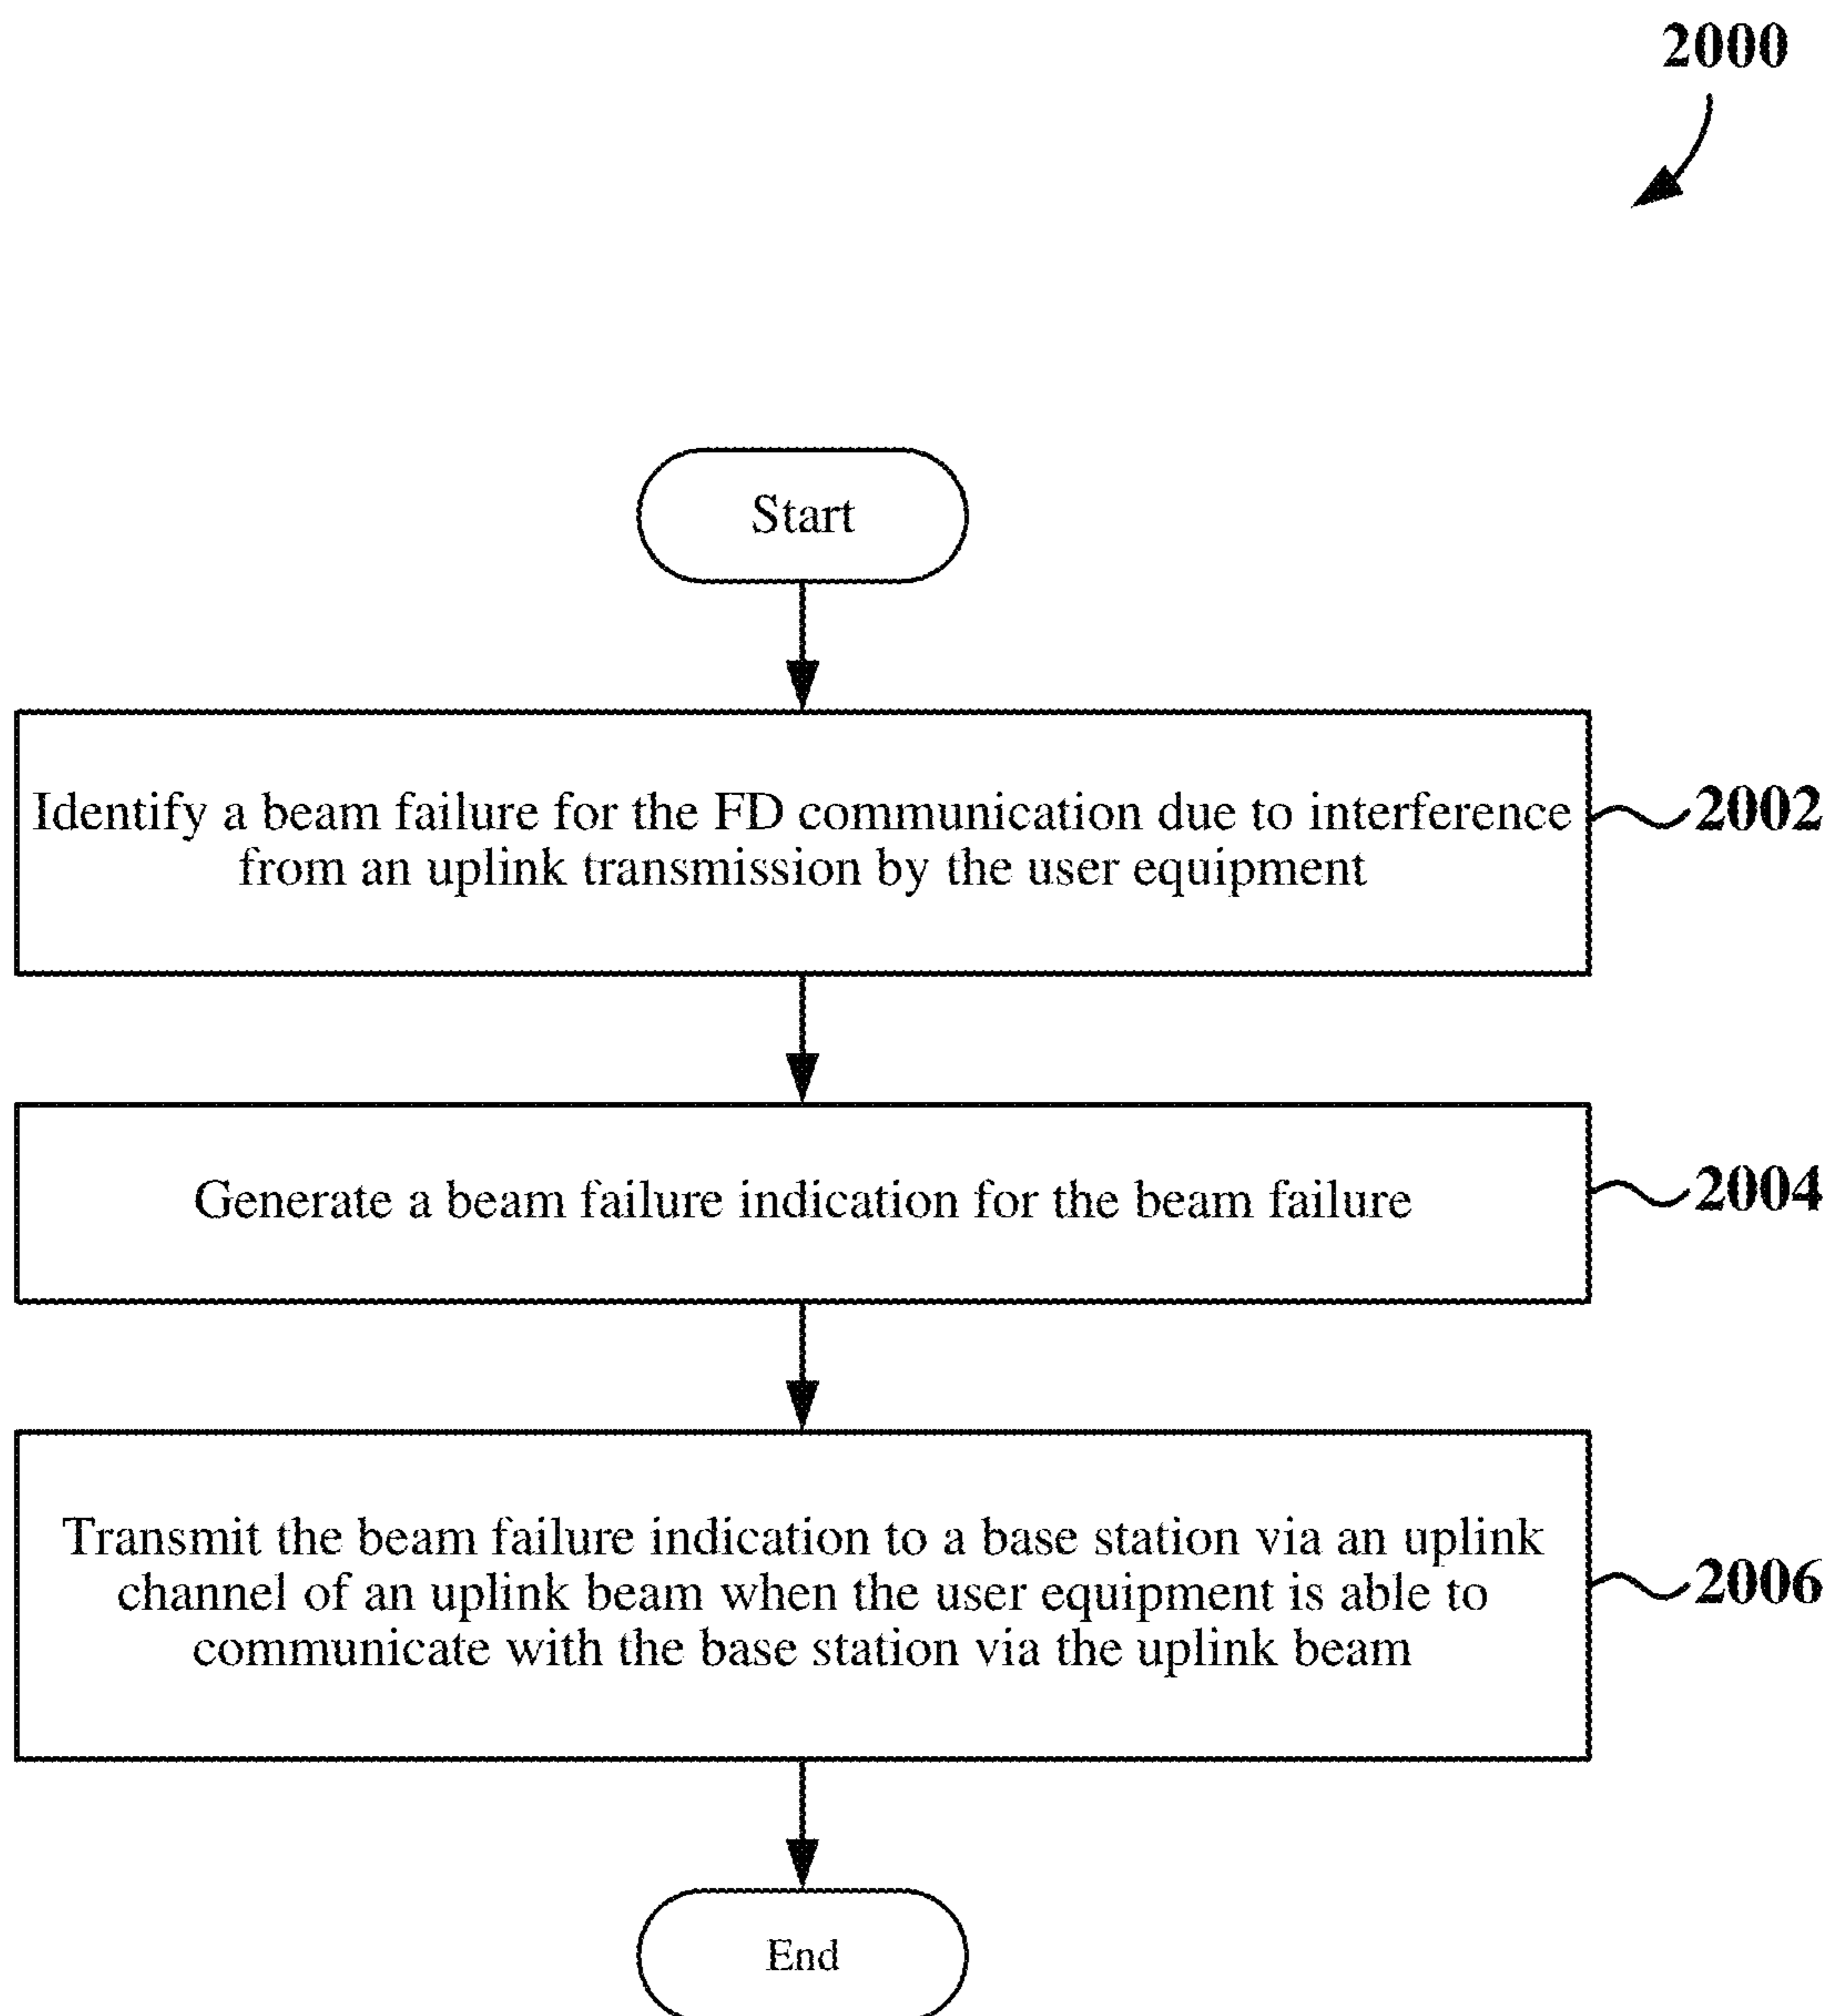 2000
Start
Identify a beam failure for the FD communication due to interference
from an uplink transmission by the user equipment
2002
Generate a beam failure indication for the beam failure
2004
Transmit the beam failure indication to a base station via an uplink
channel of an uplink beam when the user equipment is able to
communicate with the base station via the uplink beam
2006
End